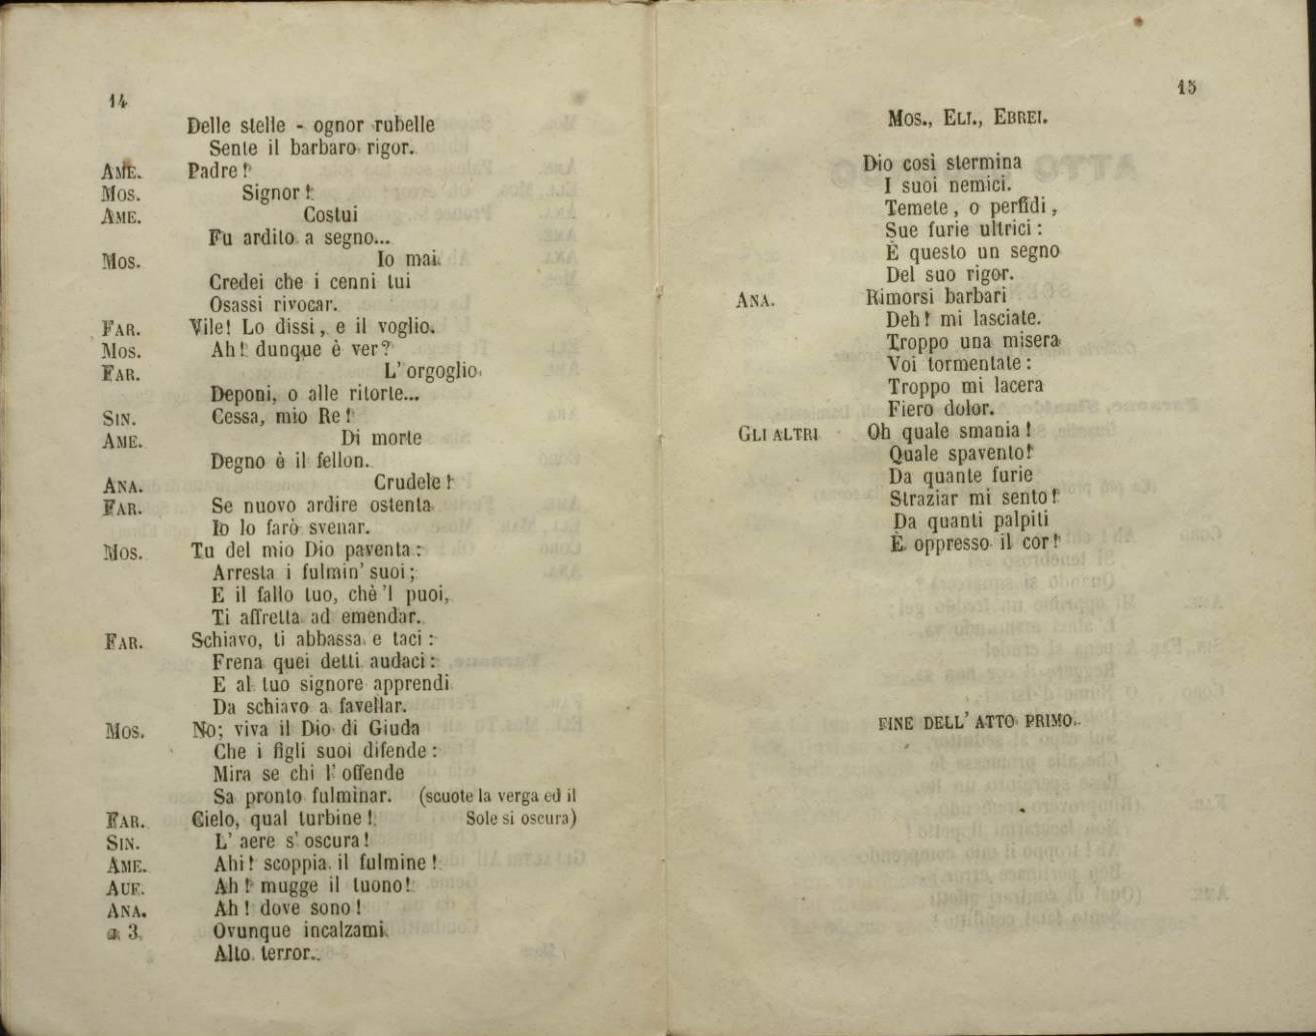 14
Delle stelle - ognor rubelle
Sente il barbaro rigor.
AME. Padre!
MOS. Signor!
AME. Costui
Fu ardito a segno...
MOS. Io mai
Credei che i cenni tui
Osassi rivocar.
FAR. Vile! Lo dissi, e il voglio.
MOS. Ah! dunque è ver?
FAR. L' orgoglio
Deponi, o alle ritorte...
SIN. Cessa, mio Re!
AME. Di morte
Degno è il fellon.
ANA. Crudele!
FAR. Se nuovo ardire ostenta
Io lo farò svenar.
MOS. Tu del mio Dio paventa:
Arresta i fulmin' suoi;
E il fallo tuo, chè 'l puoi,
Ti affretta ad emendar.
FAR. Schiavo, ti abbassa e taci:
Frena quei detti audaci:
E al tuo signore apprendi
Da schiavo a favellar.
MOS. No; viva il Dio di Giuda
Che i figli suoi difende:
Mira se chi l' offende
Sa pronto fulminar. (scuote la verga ed il
FAR. Cielo, qual turbine! Sole si oscura)
SIN. L' aere s' oscura!
AME. Ahi! scoppia il fulmine!
AUF. Ah! mugge il tuono!
ANA. Ah! dove sono!
a 3 Ovunque incalzami
Alto terror.
15
MOS., ELI., EBREI.
Dio così stermina
I suoi nemici.
Temete, o perfidi,
Sue furie ultrici:
È questo un segno
Del suo rigor.
ANA. Rimorsi barbari
Deh! mi lasciate.
Troppo una misera
Voi tormentate:
Troppo mi lacera
Fiero dolor.
GLI ALTRI Oh quale smania!
Quale spavento!
Da quante furie
Straziar mi sento!
Da quanti palpiti
È oppresso il cor!
FINE DELL' ATTO PRIMO.